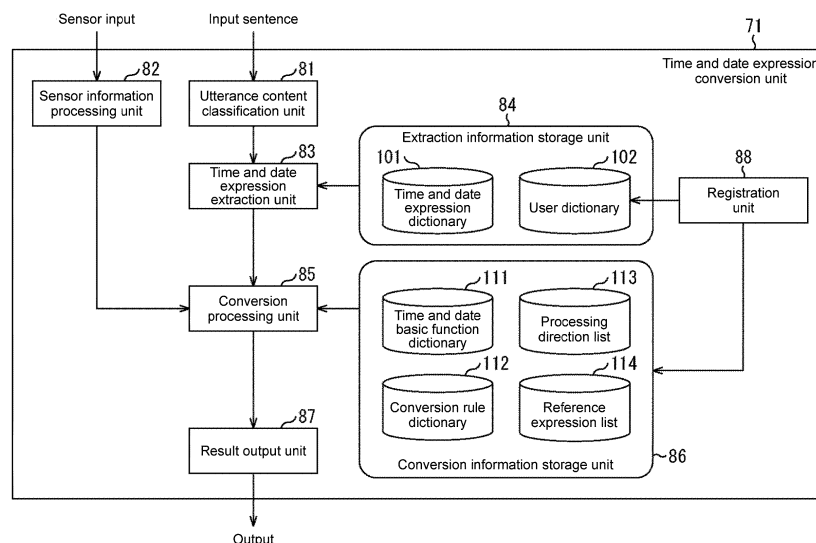 Sensor input
Input sentence
71
Time and date expression
conversion unit
82
Sensor information
processing unit
81
Utterance content
classification unit
84
Extraction information storage unit
83
Time and date
expression
extraction unit
101
Time and date
expression
dictionary
102
User dictionary
88
Registration
unit
85
Conversion
processing unit
111
Time and date
basic function
dictionary
113
Processing
direction list
112
Conversion rule
dictionary
114
Reference
expression list
87
Result output unit
Conversion information storage unit
86
Output